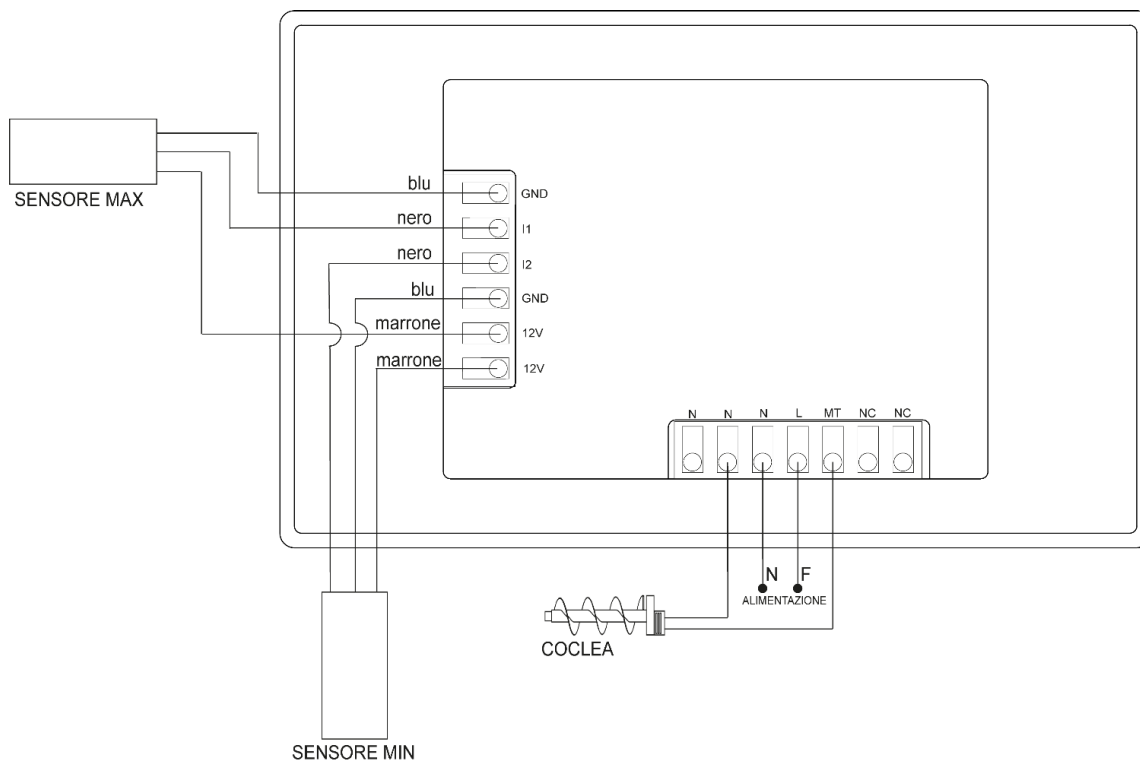 SENSORE MAX
blu
GND
nero
I1
nero
I2
blu
GND
marrone
12V
marrone
12V
N N N L MT NC NC
N F
ALIMENTAZIONE
COCLEA
SENSORE MIN